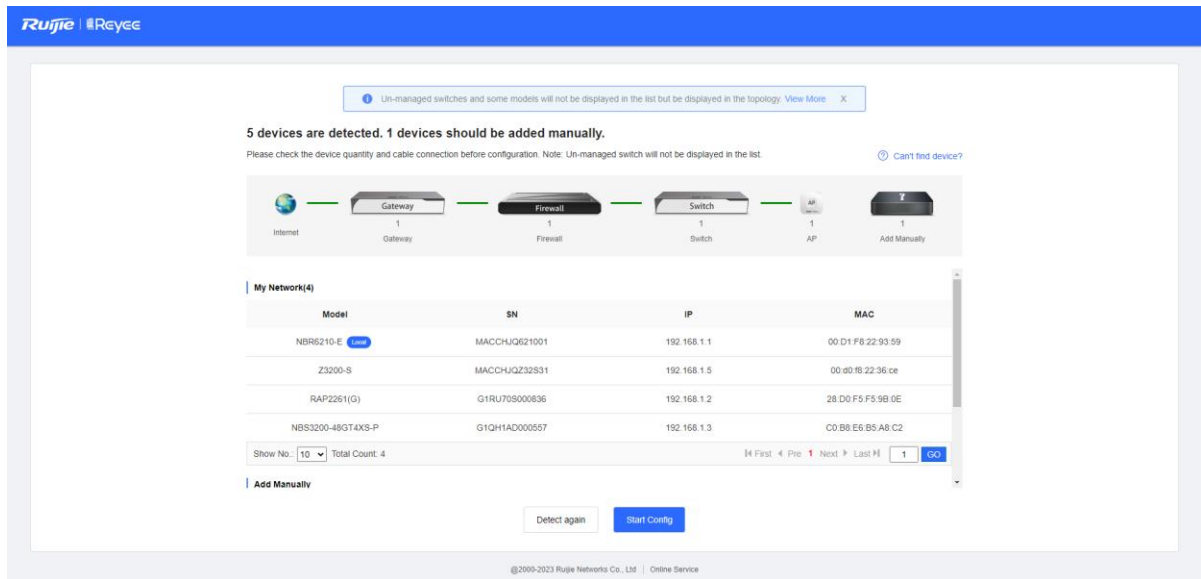 Ruijie | Reyee
Un-managed switches and some models will not be displayed in the list but be displayed in the topology. View More X
5 devices are detected. 1 devices should be added manually.
Please check the device quantity and cable connection before configuration. Note: Un-managed switch will not be displayed in the list.
Can't find device?
Gateway Firewall Switch AP
1 1 1 1 1
Internet Gateway Firewall Switch AP Add Manually
My Network(4)
Model SN IP MAC
NBR6210-E Local MACCHJQ621001 192.168.1.1 00:D1:F8:22:93:59
Z3200-S MACCHJQZ32S31 192.168.1.5 00:d0:f8:22:36:ce
RAP2261(G) G1RU70S000836 192.168.1.2 28:D0:F5:F5:9B:0E
NBS3200-48GT4XS-P G1QH1AD000557 192.168.1.3 C0:B8:E6:B5:A8:C2
Show No.: 10 Total Count: 4 First Pre 1 Next Last 1 GO
Add Manually
Detect again Start Config
@2000-2023 Ruijie Networks Co., Ltd | Online Service